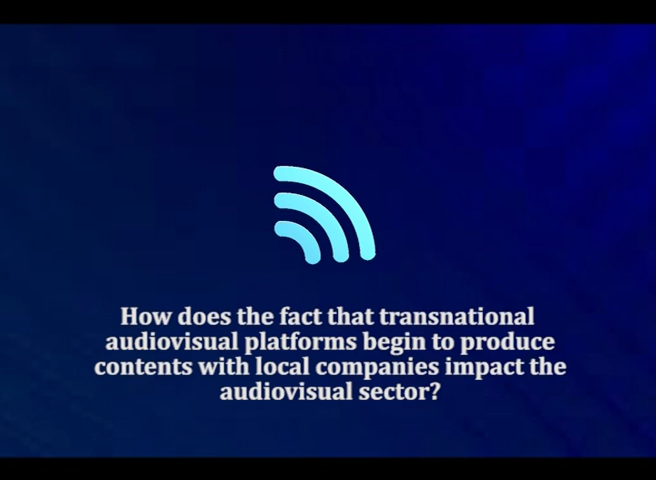 How does the fact that transnational
audiovisual platforms begin to produce
contents with local companies impact the
audiovisual sector?